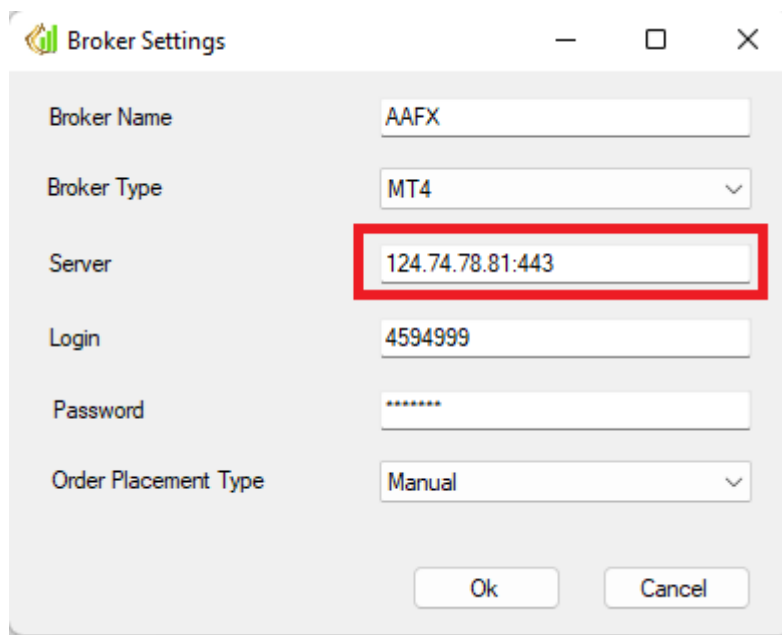 Broker Settings
Broker Name AAFX
Broker Type MT4
Server 124.74.78.81:443
Login 4594999
Password *******
Order Placement Type Manual
Ok Cancel